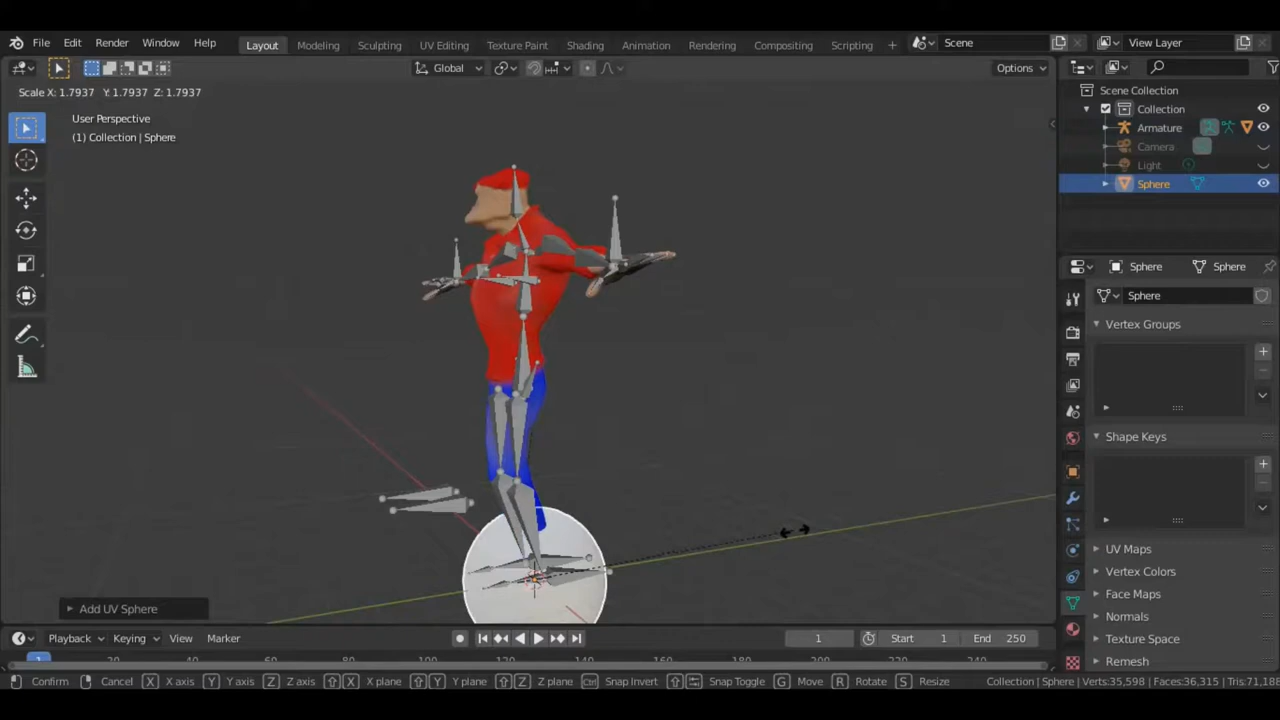 File Edit Render Window Help
Layout Modeling Sculpting UV Editing Texture Paint Shading Animation Rendering Compositing Scripting +
Scene
View Layer
Global
Options
Scale X: 1.7937 Y: 1.7937 Z: 1.7937
User Perspective
(1) Collection | Sphere
Scene Collection
Collection
Armature
Camera
Light
Sphere
Sphere Sphere
Sphere
Vertex Groups
Shape Keys
UV Maps
Vertex Colors
Face Maps
Normals
Texture Space
Remesh
Add UV Sphere
Playback Keying View Marker
1
Start 1 End 250
1 20 40 60 80 100 120 140 160 180 200 220 240
Confirm Cancel X X axis Y Y axis Z Z axis X X plane Y Y plane Z Z plane Ctrl Snap Invert Snap Toggle G Move R Rotate S Resize Collection | Sphere | Verts:35,598 | Faces:36,315 | Tris:71,188